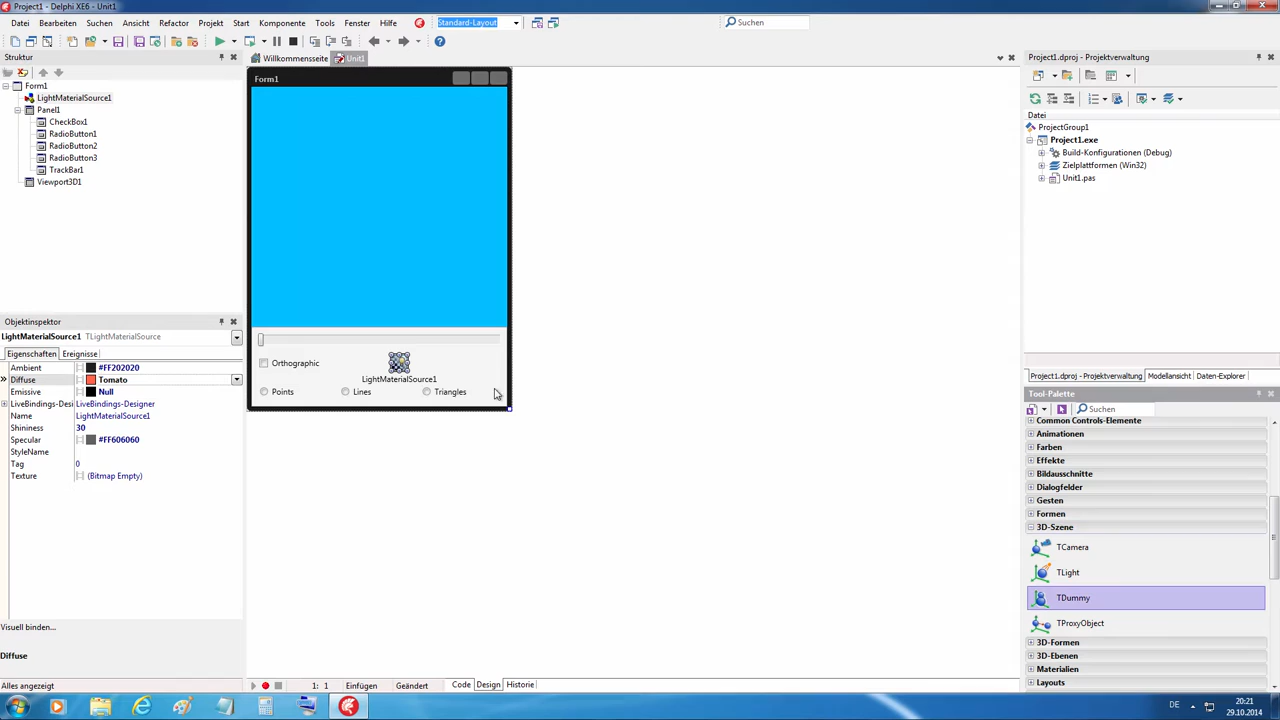 Project1 - Delphi XE6 - Unit1
Datei Bearbeiten Suchen Ansicht Refactor Projekt Start Komponente Tools Fenster Hilfe Standard-Layout Suchen
Struktur
Form1
LightMaterialSource1
Panel1
CheckBox1
RadioButton1
RadioButton2
RadioButton3
TrackBar1
Viewport3D1
Objektinspektor
LightMaterialSource1 TLightMaterialSource
Eigenschaften Ereignisse
Ambient #FF202020
Diffuse Tomato
Emissive Null
LiveBindings-Desi LiveBindings-Designer
Name LightMaterialSource1
Shininess 30
Specular #FF606060
StyleName
Tag 0
Texture (Bitmap Empty)
Visuell binden...
Diffuse
Alles angezeigt
Willkommensseite Unit1
Form1
Orthographic
LightMaterialSource1
Points Lines Triangles
1: 1 Einfügen Geändert Code Design Historie
Project1.dproj - Projektverwaltung
Datei
ProjectGroup1
Project1.exe
Build-Konfigurationen (Debug)
Zielplattformen (Win32)
Unit1.pas
Project1.dproj - Projektverwaltung Modellansicht Daten-Explorer
Tool-Palette
Suchen
Common Controls-Elemente
Animationen
Farben
Effekte
Bildausschnitte
Dialogfelder
Gesten
Formen
3D-Szene
TCamera
TLight
TDummy
TProxyObject
3D-Formen
3D-Ebenen
Materialien
Layouts
DE 20:21
29.10.2014